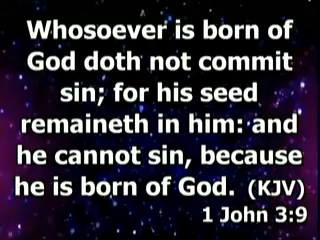 Whosoever is born of
God doth not commit
sin; for his seed
remaineth in him: and
he cannot sin, because
he is born of God. (KJV)
1 John 3:9